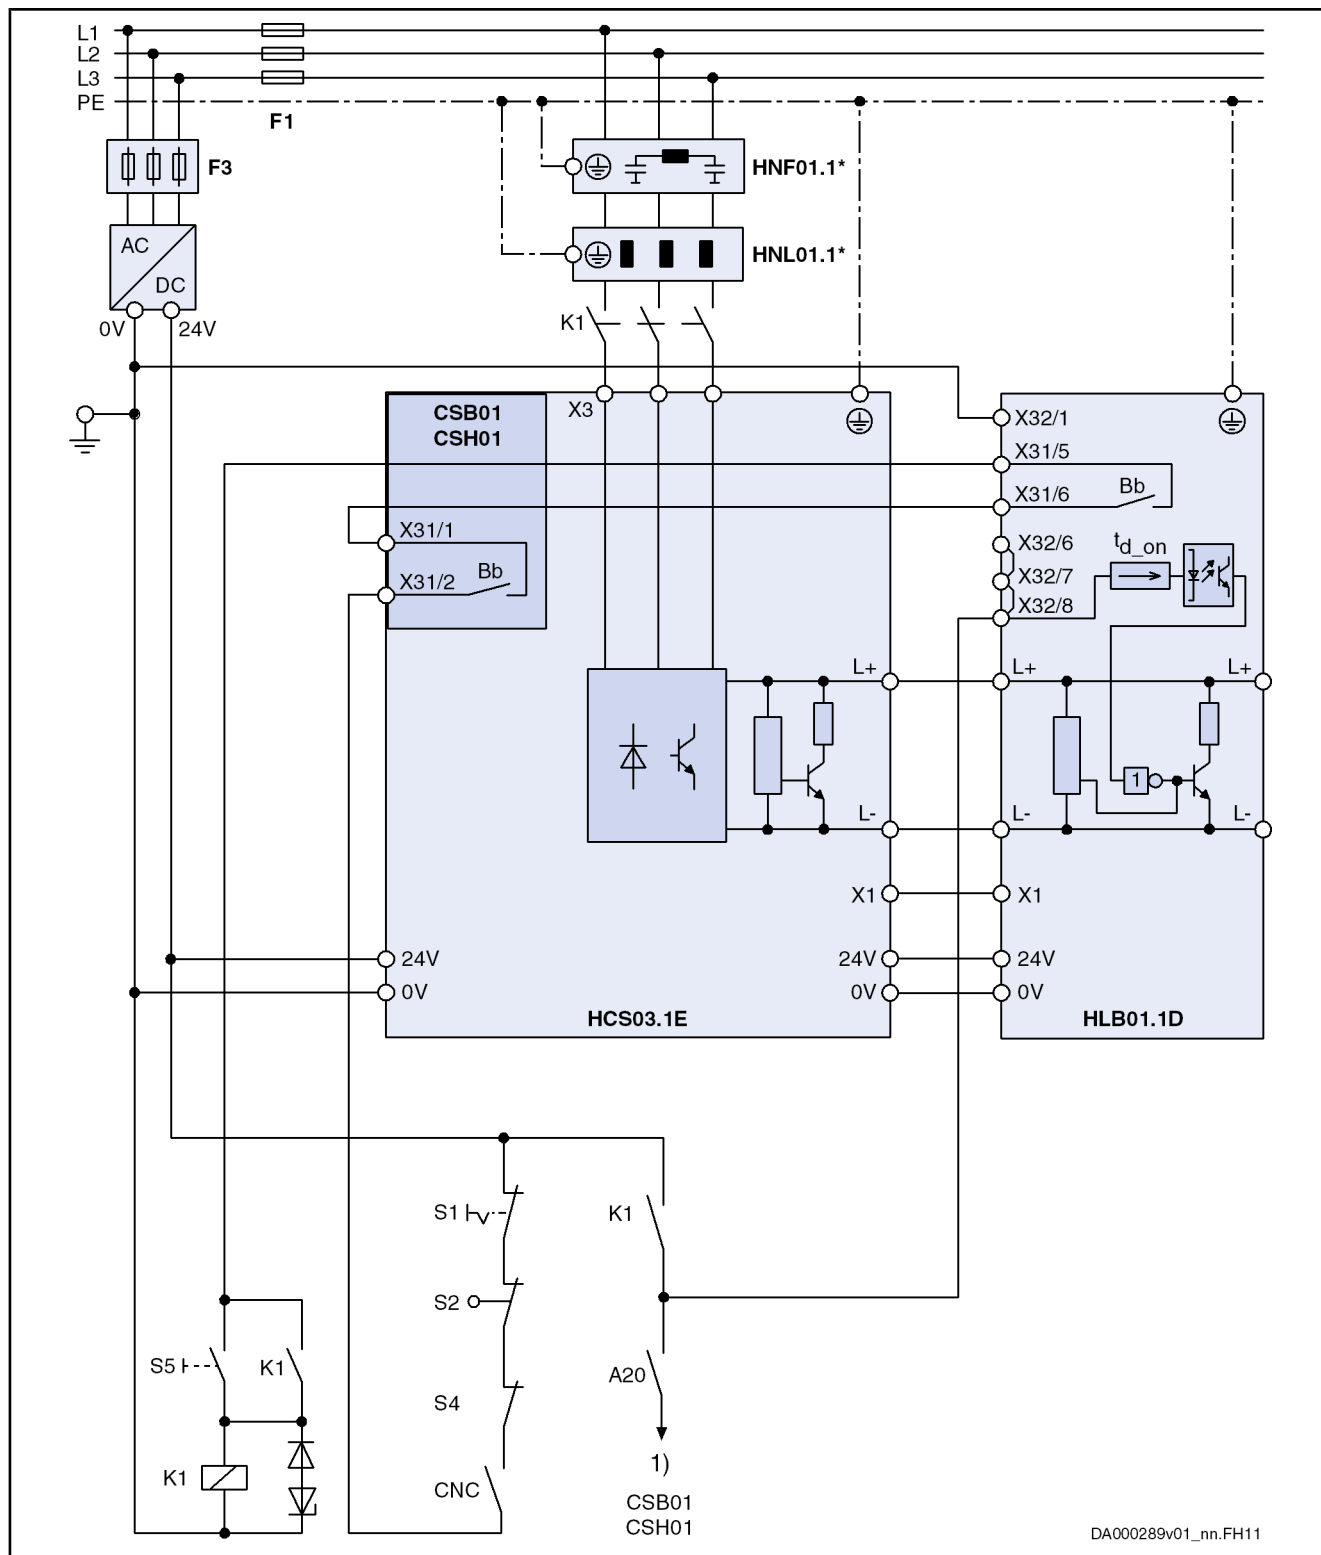 L1
L2
L3
PE
F1
F3
HNF01.1*
HNL01.1*
AC
DC
0V
24V
K1
X3
CSB01
CSH01
X31/1
X31/2
Bb
X32/1
X31/5
X31/6
Bb
X32/6
X32/7
X32/8
td_on
L+
L+
L+
1
L-
L-
L-
X1
X1
24V
24V
24V
0V
0V
0V
HCS03.1E
HLB01.1D
S1
K1
S2
S5
K1
A20
S4
K1
CNC
1)
CSB01
CSH01
DA000289v01_nn.FH11